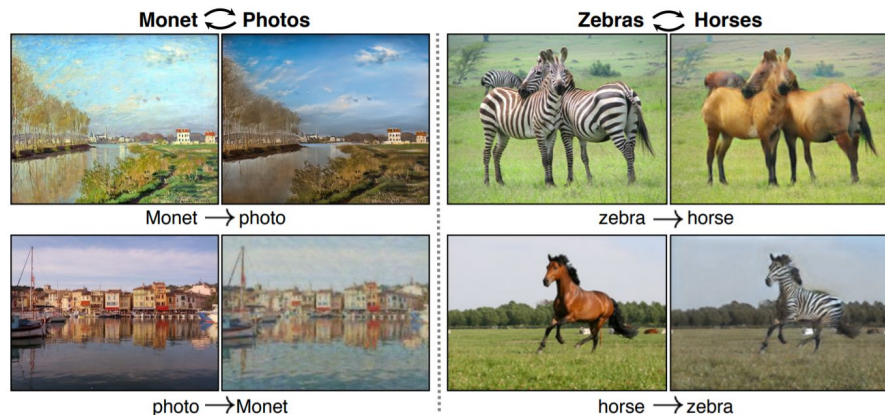 Monet Photos
Monet → photo
photo → Monet
Zebras Horses
zebra → horse
horse → zebra